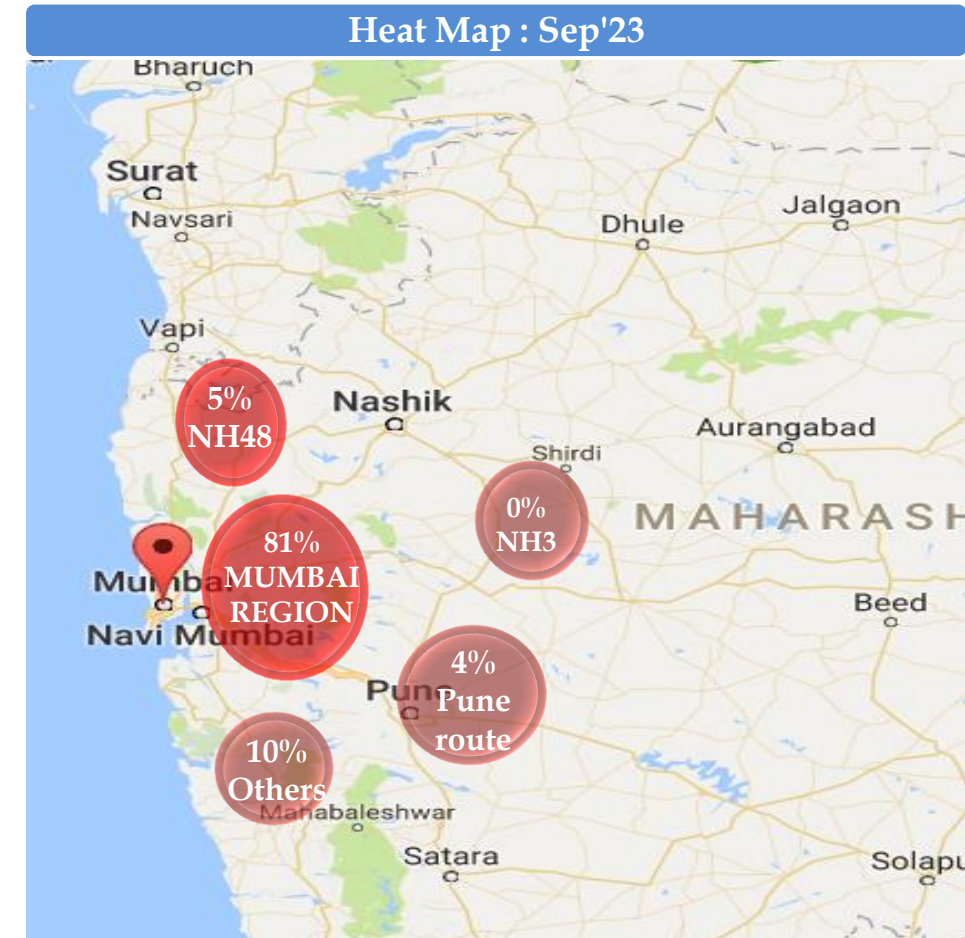 Heat Map : Sep'23
Bharuch
Surat
Navsari
Dhule
Jalgaon
Vapi
5%
NH48
Nashik
Aurangabad
Shirdi
0%
NH3
MAHARASH
81%
MUMBAI
REGION
Mumbai
Navi Mumbai
Beed
4%
Pune
route
Pune
10%
Others
Mahabaleshwar
Satara
Solapu